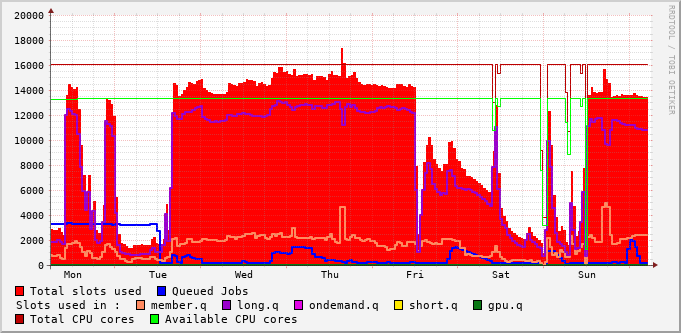 20000
18000
16000
14000
12000
10000
8000
6000
4000
2000
0
Mon Tue Wed Thu Fri Sat Sun
RRDTOOL / TOBI OETIKER
Total slots used Queued Jobs
Slots used in : member.q long.q ondemand.q short.q gpu.q
Total CPU cores Available CPU cores